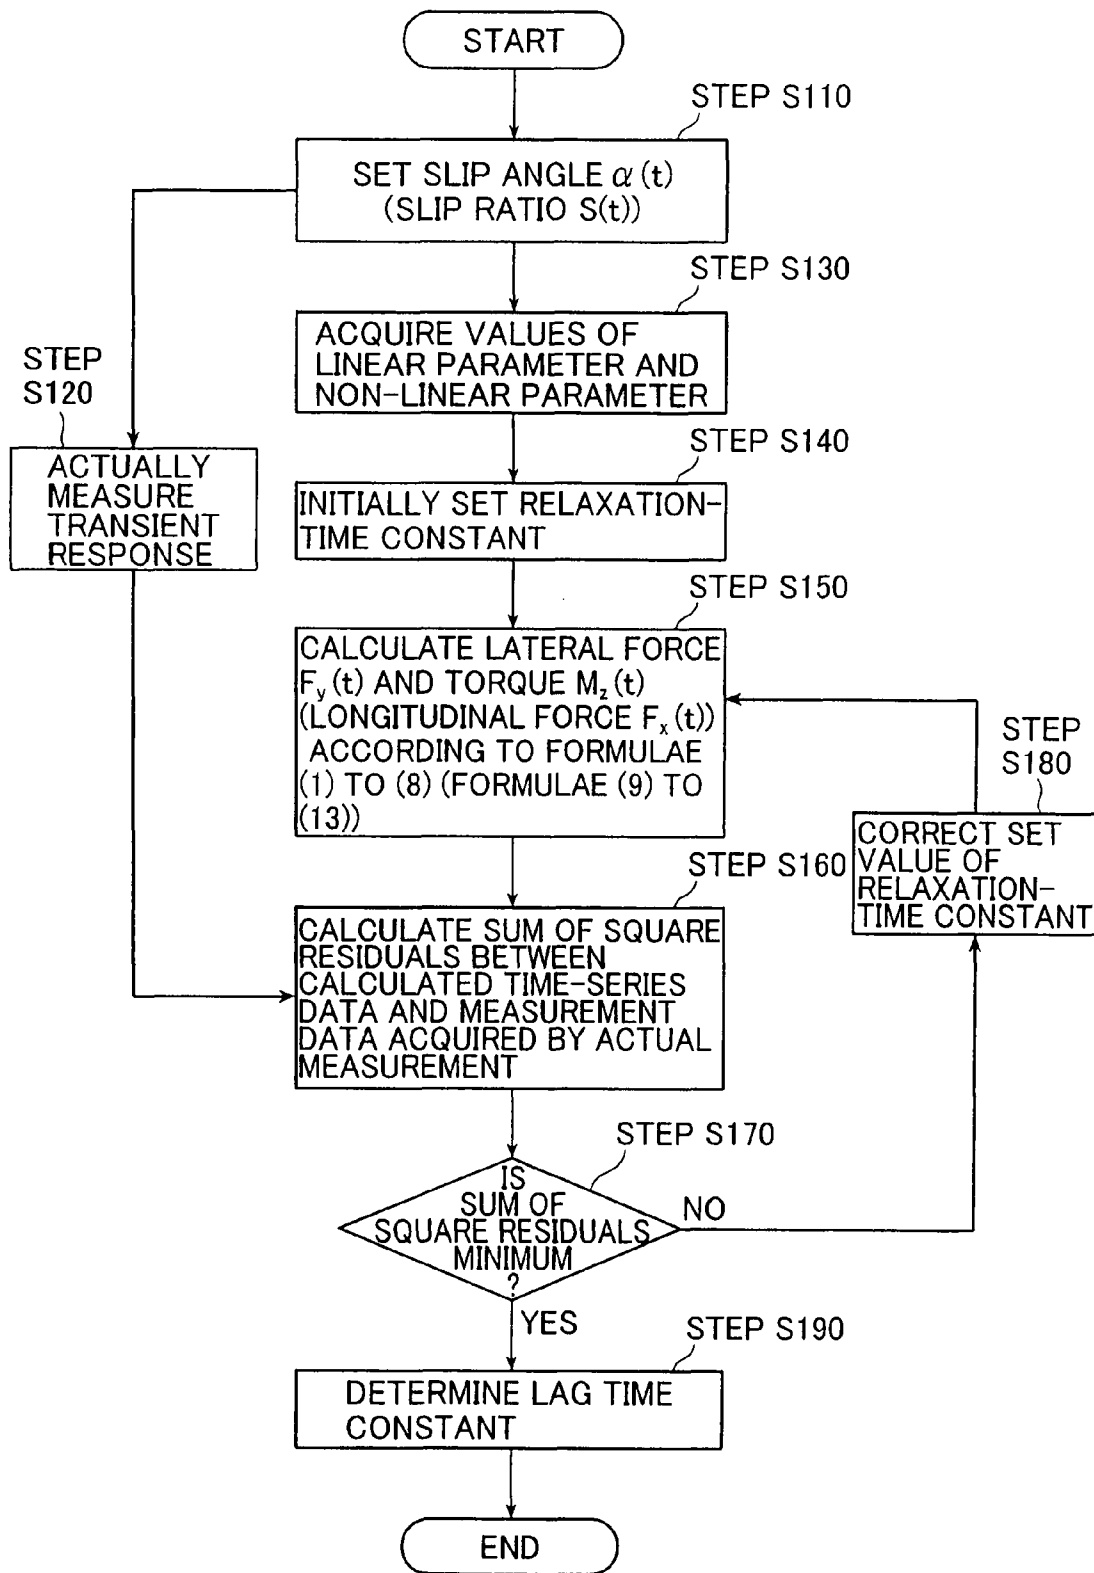 START
STEP S110
SET SLIP ANGLE α(t)
(SLIP RATIO S(t))
STEP S130
ACQUIRE VALUES OF
LINEAR PARAMETER AND
NON-LINEAR PARAMETER
STEP
S120
ACTUALLY
MEASURE
TRANSIENT
RESPONSE
STEP S140
INITIALLY SET RELAXATION-
TIME CONSTANT
STEP S150
CALCULATE LATERAL FORCE
Fy(t) AND TORQUE Mz(t)
(LONGITUDINAL FORCE Fx(t))
ACCORDING TO FORMULAE
(1) TO (8) (FORMULAE (9) TO
(13))
STEP
S180
CORRECT SET
VALUE OF
RELAXATION-
TIME CONSTANT
STEP S160
CALCULATE SUM OF SQUARE
RESIDUALS BETWEEN
CALCULATED TIME-SERIES
DATA AND MEASUREMENT
DATA ACQUIRED BY ACTUAL
MEASUREMENT
STEP S170
IS
SUM OF
SQUARE RESIDUALS
MINIMUM
?
NO
YES
STEP S190
DETERMINE LAG TIME
CONSTANT
END